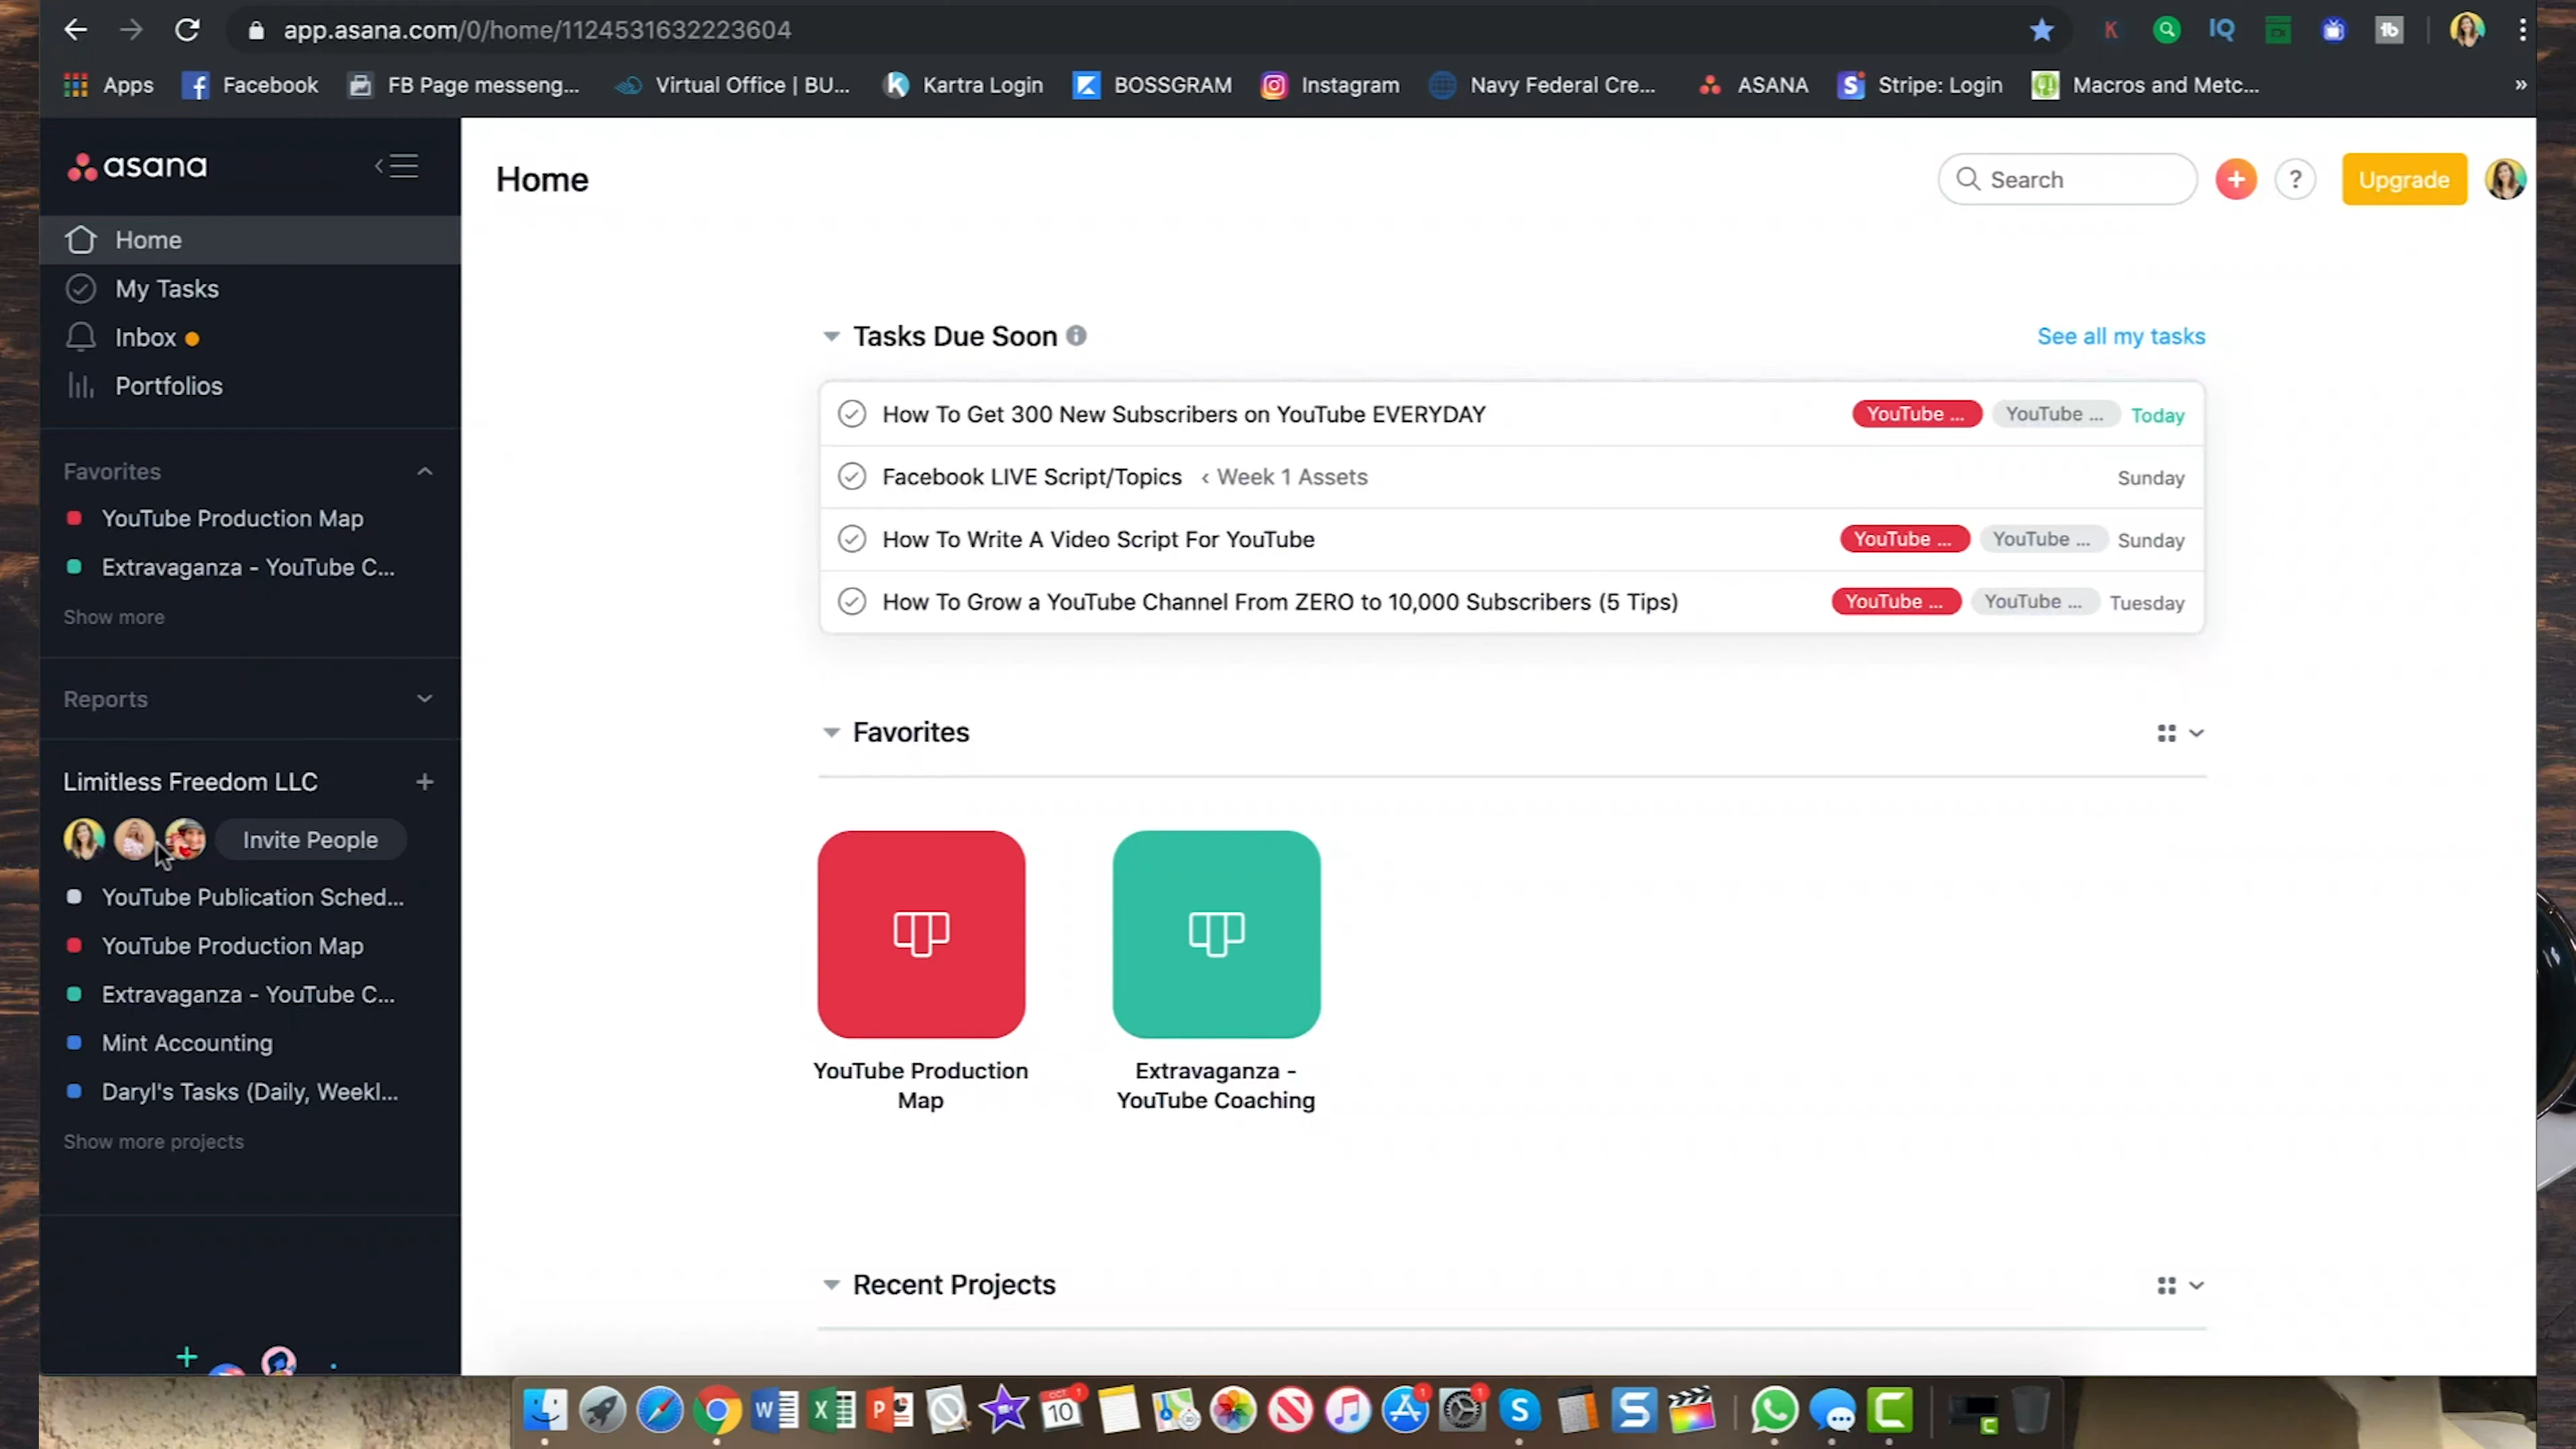 app.asana.com/0/home/1124531632223604
IQ
Apps
Facebook
FB Page messeng...
Virtual Office | BU...
Kartra Login
BOSSGRAM
Instagram
Navy Federal Cre...
ASANA
Stripe: Login
Macros and Metc...
»
asana
Home
My Tasks
Inbox
Portfolios
Favorites
YouTube Production Map
Extravaganza - YouTube C...
Show more
Reports
Limitless Freedom LLC
Invite People
YouTube Publication Sched...
YouTube Production Map
Extravaganza - YouTube C...
Mint Accounting
Daryl's Tasks (Daily, Weekl...
Show more projects
Home
Search
Upgrade
Tasks Due Soon
See all my tasks
How To Get 300 New Subscribers on YouTube EVERYDAY YouTube ... YouTube ... Today
Facebook LIVE Script/Topics ‹ Week 1 Assets Sunday
How To Write A Video Script For YouTube YouTube ... YouTube ... Sunday
How To Grow a YouTube Channel From ZERO to 10,000 Subscribers (5 Tips) YouTube ... YouTube ... Tuesday
Favorites
YouTube Production
Map
Extravaganza -
YouTube Coaching
Recent Projects
OCT
10